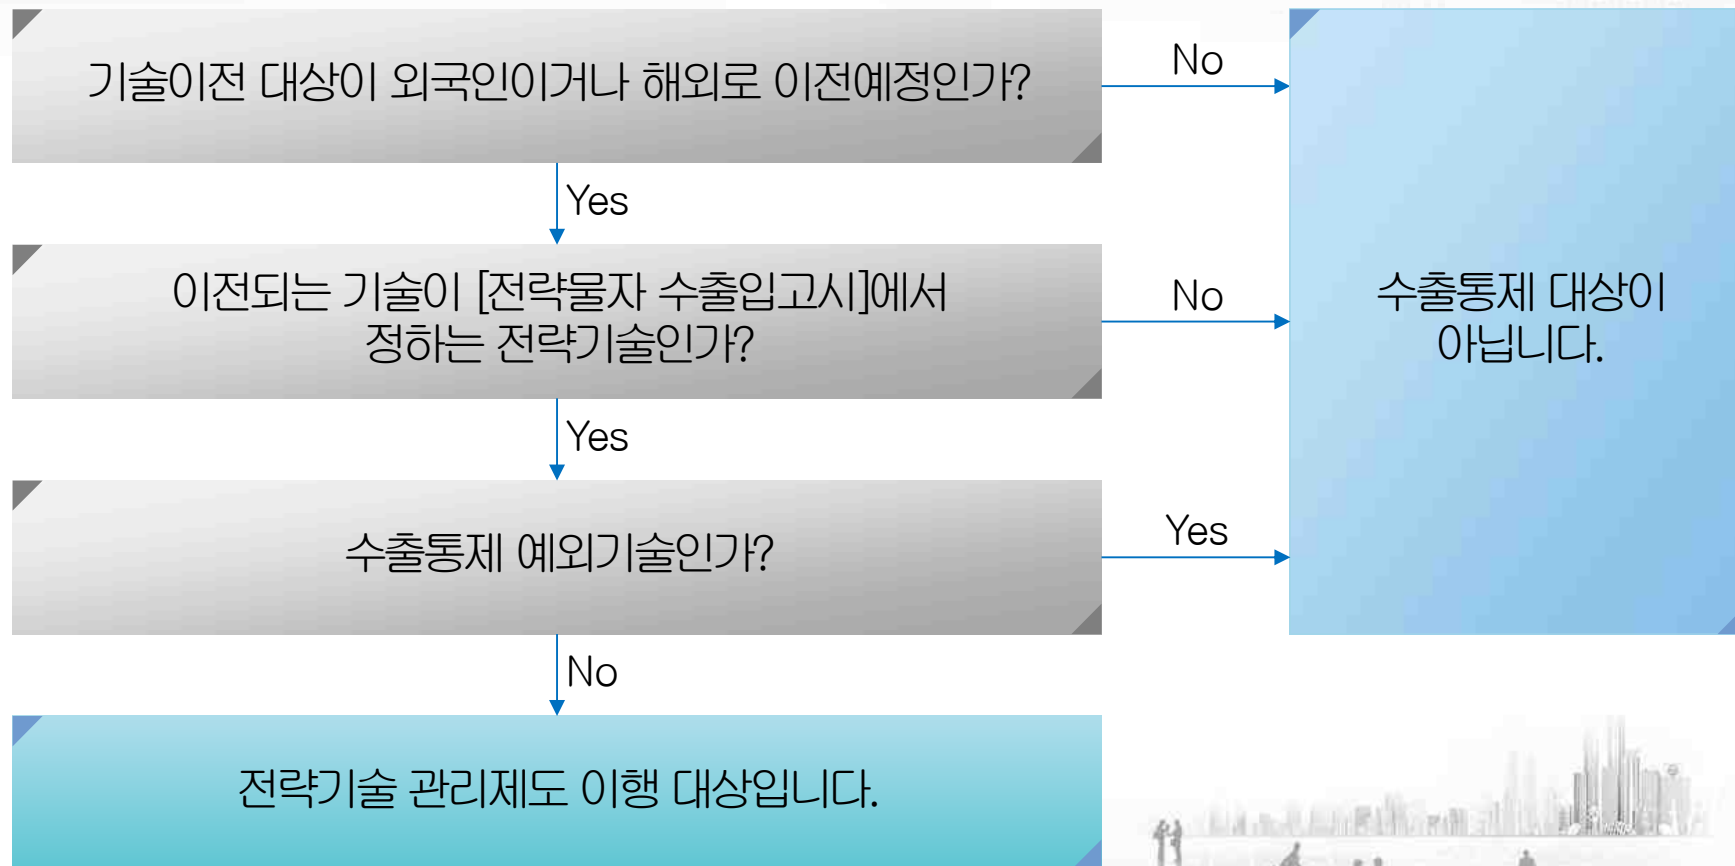 기술이전 대상이 외국인이거나 해외로 이전예정인가?
No
Yes
이전되는 기술이 [전략물자 수출입고시]에서
정하는 전략기술인가?
No
수출통제 대상이
아닙니다.
Yes
수출통제 예외기술인가?
Yes
No
전략기술 관리제도 이행 대상입니다.